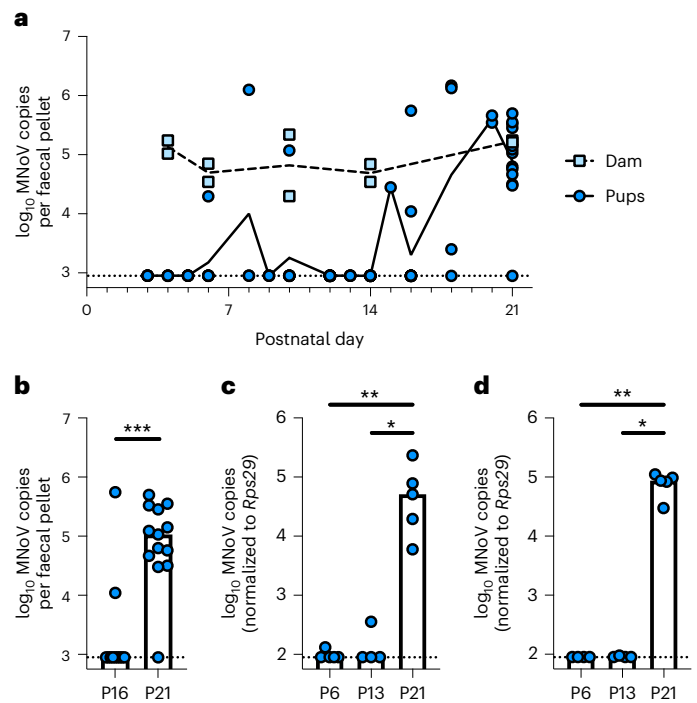 a
log10 MNoV copies
per faecal pellet
7
6
5
4
3
0
7
14
21
Postnatal day
Dam
Pups
b
log10 MNoV copies
per faecal pellet
7
6
5
4
3
***
P16
P21
c
log10 MNoV copies
(normalized to Rps29)
6
5
4
3
2
**
*
P6
P13
P21
d
log10 MNoV copies
(normalized to Rps29)
6
5
4
3
2
**
*
P6
P13
P21